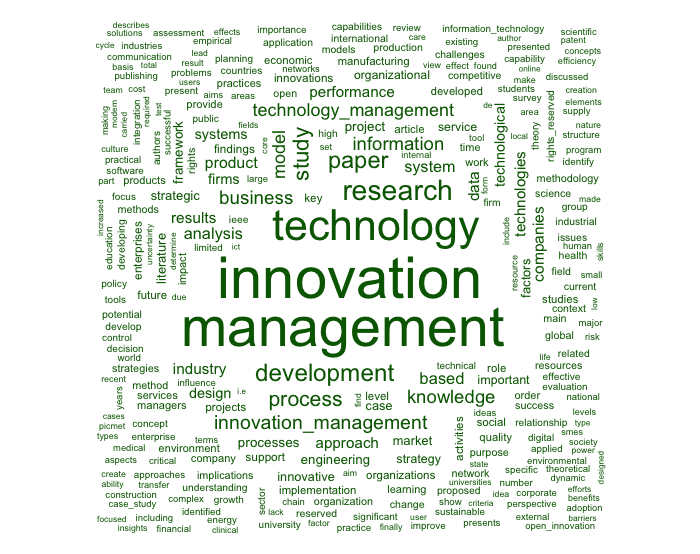 describes
solutions assessment effects importance capabilities review information_technology scientific
cycle industries empirical application international care existing author patent
communication lead planning economic models production challenges presented concepts
basis total result countries networks manufacturing view effect found capability efficiency
publishing problems practices innovations organizational competitive make online discussed
team cost users
present aims areas open performance developed students survey creation
making modern carried required integration test authors successful provide technology_management de area elements
public fields systems framework rights model study high project article service technological theory local rights_reserved supply
culture findings core set information tool time nature structure
practical software product paper internal system work data form technologies program identify
part products firms large research firm methodology
focus strategic business key science made
methods results ieee technology include companies group industrial
increased education developing enterprises uncertainty literature determine impact analysis limited ict issues human health skills
policy future due innovation resource factors field small
tools current
potential management studies context low
develop main major
control global risk
decision
world life related
strategies industry development technical role resources
recent years method influence based important effective evaluation
services design i.e process find level knowledge order national
managers projects case success
cases concept innovation_management ideas levels
picmet activities social relationship type
types enterprise terms processes approach market quality digital smes society
medical environment purpose applied power
aspects critical company support engineering strategy state environmental designed
create approaches implications innovative aim organizations network specific theoretical
ability transfer understanding implementation learning proposed universities number dynamic
construction complex growth sector chain organization change idea corporate efforts
case_study show criteria perspective benefits
identified lack reserved significant user sustainable adoption
focused including energy university factor practice improve presents external barriers
insights financial clinical finally open_innovation